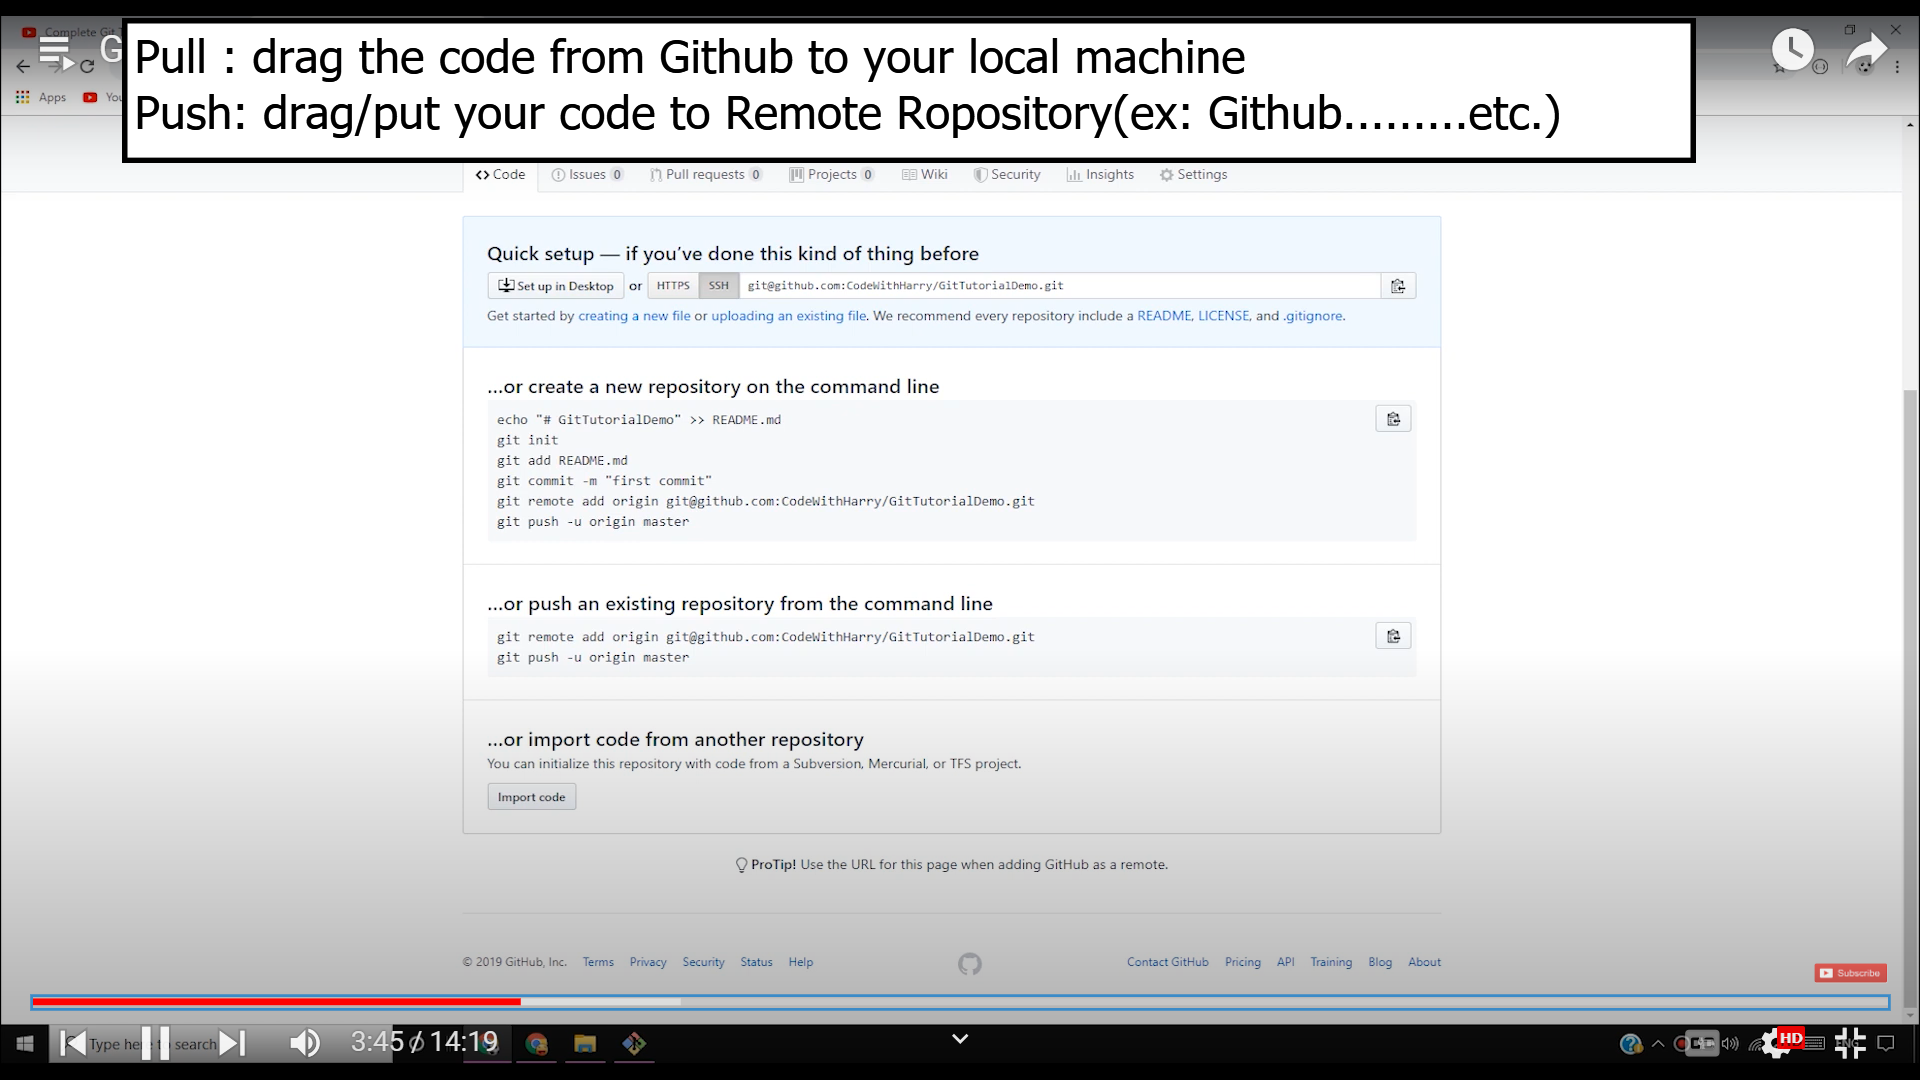 Complete Git
G
Pull : drag the code from Github to your local machine
Push: drag/put your code to Remote Ropository(ex: Github.........etc.)
Apps
You
Code
Issues 0
Pull requests 0
Projects 0
Wiki
Security
Insights
Settings
Quick setup — if you've done this kind of thing before
Set up in Desktop or HTTPS SSH git@github.com:CodeWithHarry/GitTutorialDemo.git
Get started by creating a new file or uploading an existing file. We recommend every repository include a README, LICENSE, and .gitignore.
...or create a new repository on the command line
echo "# GitTutorialDemo" >> README.md
git init
git add README.md
git commit -m "first commit"
git remote add origin git@github.com:CodeWithHarry/GitTutorialDemo.git
git push -u origin master
...or push an existing repository from the command line
git remote add origin git@github.com:CodeWithHarry/GitTutorialDemo.git
git push -u origin master
...or import code from another repository
You can initialize this repository with code from a Subversion, Mercurial, or TFS project.
Import code
ProTip! Use the URL for this page when adding GitHub as a remote.
© 2019 GitHub, Inc. Terms Privacy Security Status Help
Contact GitHub Pricing API Training Blog About
Subscribe
Type here to search
3:45 / 14:19
HD
ENG